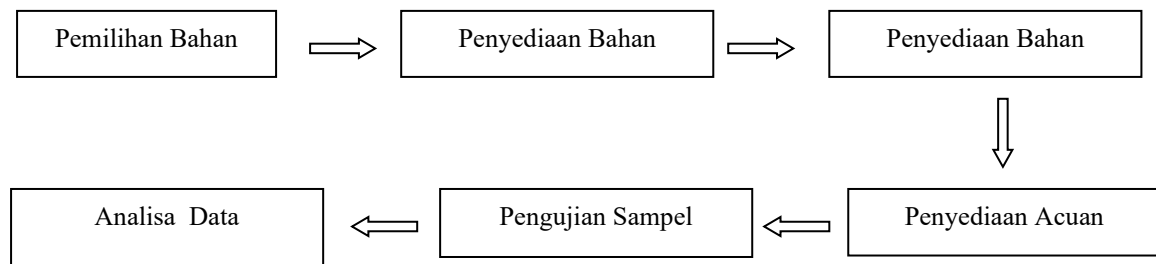 Pemilihan Bahan
Penyediaan Bahan
Penyediaan Bahan
Penyediaan Acuan
Pengujian Sampel
Analisa Data